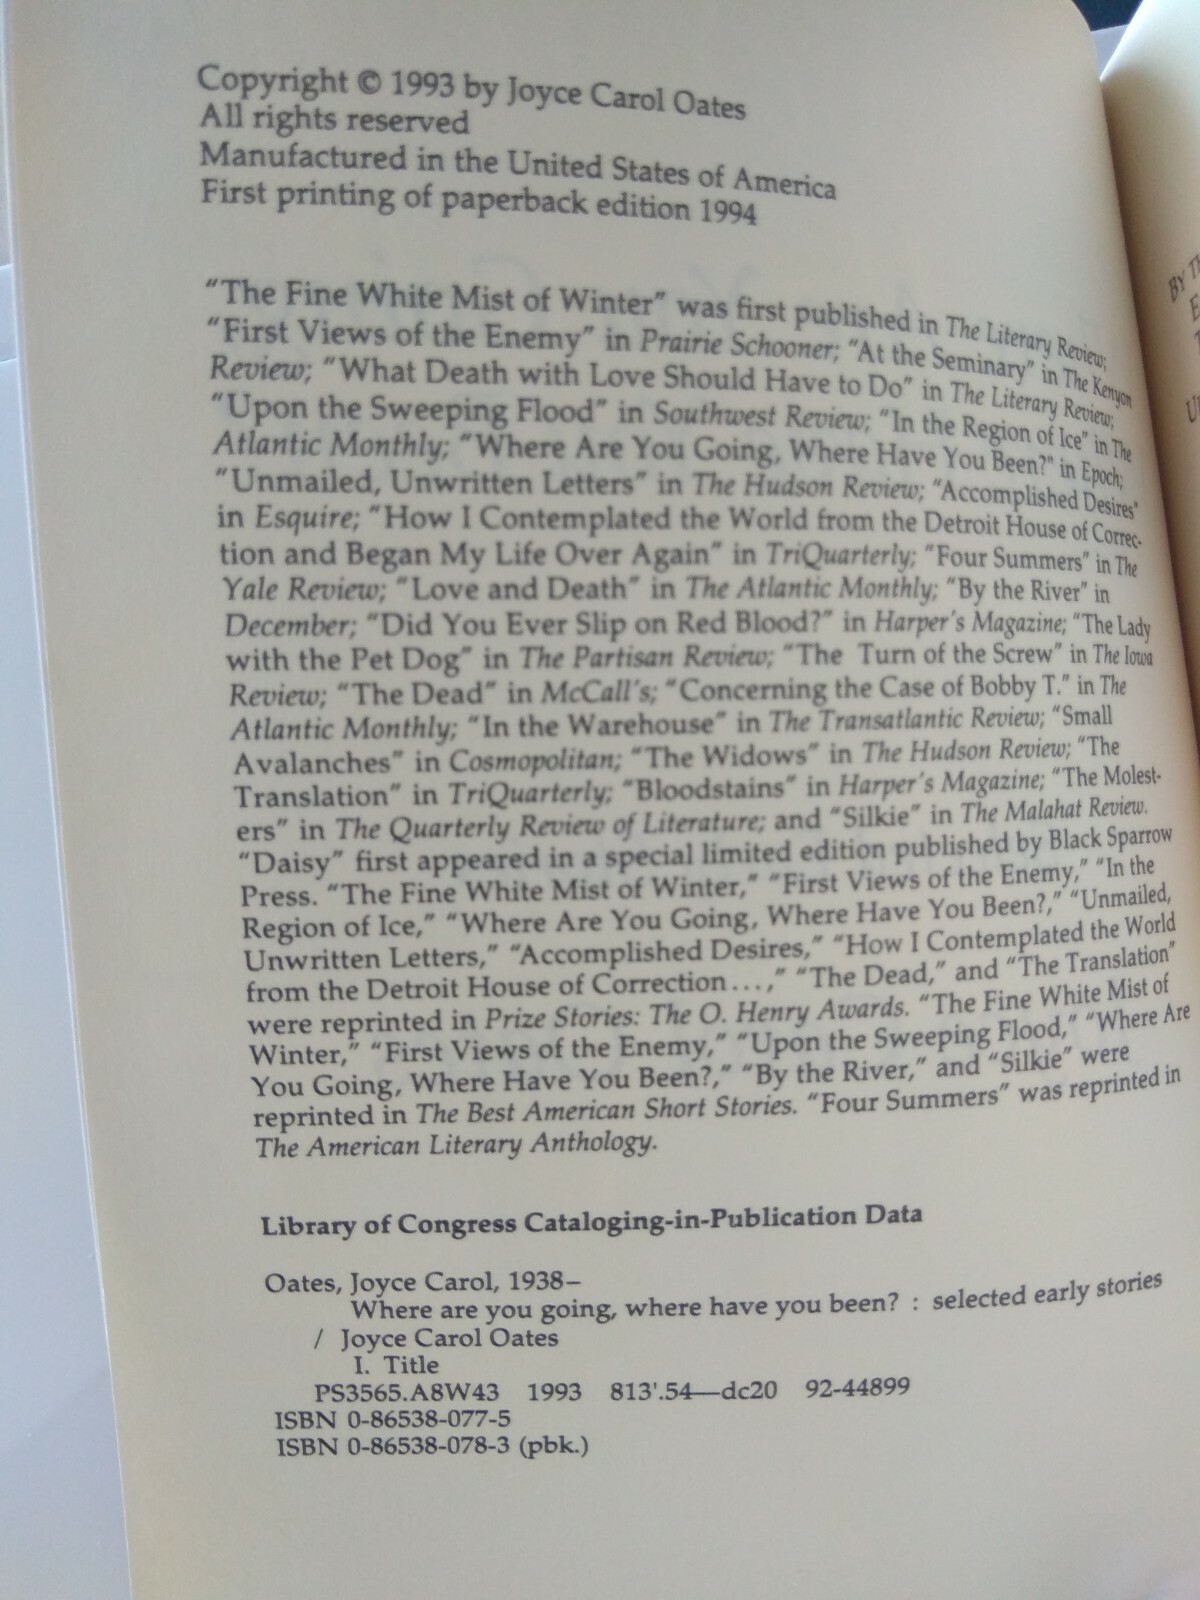 Copyright © 1993 by Joyce Carol Oates
All rights reserved
Manufactured in the United States of America
First printing of paperback edition 1994
“The Fine White Mist of Winter” was first published in The Literary Review;
“First Views of the Enemy” in Prairie Schooner; “At the Seminary” in The Kenyon
Review; “What Death with Love Should Have to Do” in The Literary Review;
“Upon the Sweeping Flood” in Southwest Review; “In the Region of Ice” in The
Atlantic Monthly; “Where Are You Going, Where Have You Been?” in Epoch;
“Unmailed, Unwritten Letters” in The Hudson Review; “Accomplished Desires”
in Esquire; “How I Contemplated the World from the Detroit House of Correc-
tion and Began My Life Over Again” in TriQuarterly; “Four Summers” in The
Yale Review; “Love and Death” in The Atlantic Monthly; “By the River” in
December; “Did You Ever Slip on Red Blood?” in Harper's Magazine; “The Lady
with the Pet Dog” in The Partisan Review; “The Turn of the Screw” in The Iowa
Review; “The Dead” in McCall's; “Concerning the Case of Bobby T.” in The
Atlantic Monthly; “In the Warehouse” in The Transatlantic Review; “Small
Avalanches” in Cosmopolitan; “The Widows” in The Hudson Review; “The
Translation” in TriQuarterly; “Bloodstains” in Harper's Magazine; “The Molest-
ers” in The Quarterly Review of Literature; and “Silkie” in The Malahat Review.
“Daisy” first appeared in a special limited edition published by Black Sparrow
Press. “The Fine White Mist of Winter,” “First Views of the Enemy,” “In the
Region of Ice,” “Where Are You Going, Where Have You Been?,” “Unmailed,
Unwritten Letters,” “Accomplished Desires,” “How I Contemplated the World
from the Detroit House of Correction...,” “The Dead,” and “The Translation”
were reprinted in Prize Stories: The O. Henry Awards. “The Fine White Mist of
Winter,” “First Views of the Enemy,” “Upon the Sweeping Flood,” “Where Are
You Going, Where Have You Been?,” “By the River,” and “Silkie” were
reprinted in The Best American Short Stories. “Four Summers” was reprinted in
The American Literary Anthology.
Library of Congress Cataloging-in-Publication Data
Oates, Joyce Carol, 1938–
Where are you going, where have you been? : selected early stories
/ Joyce Carol Oates
I. Title
PS3565.A8W43 1993 813'.54—dc20 92-44899
ISBN 0-86538-077-5
ISBN 0-86538-078-3 (pbk.)
By